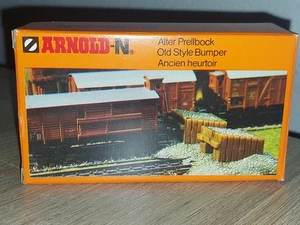 ARNOLD-N®
Alter Prellbock
Old Style Bumper
Ancien heurtoir